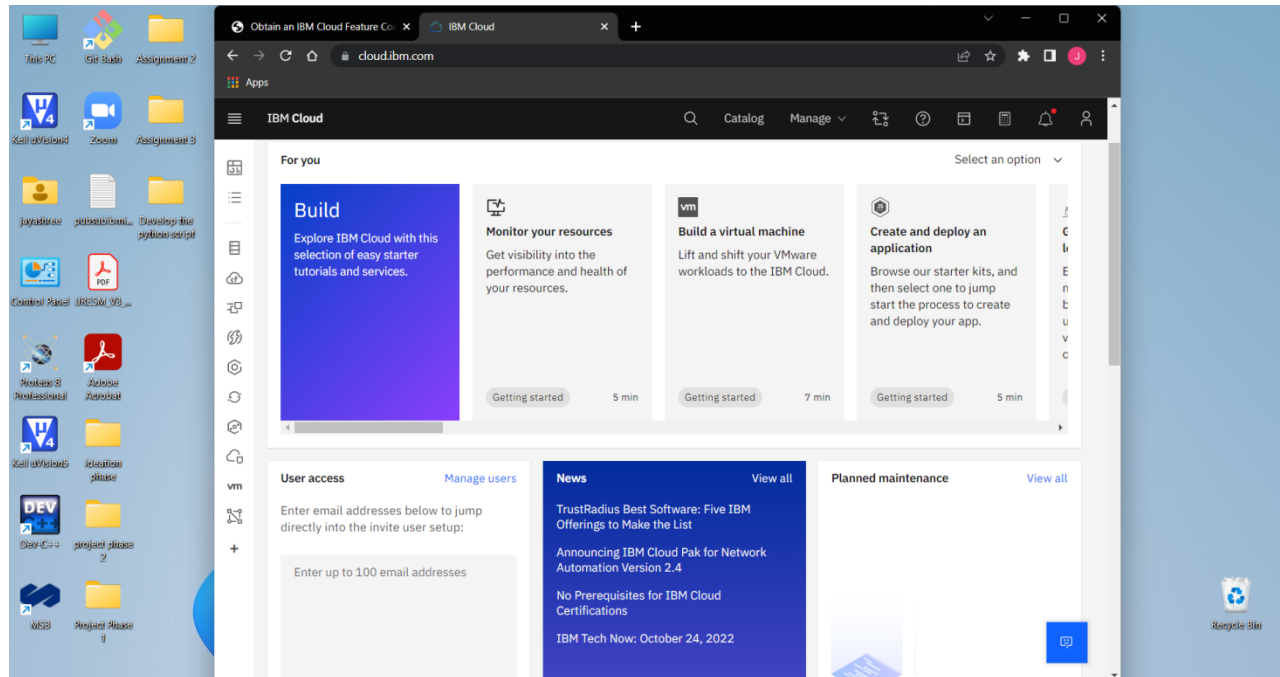 This PC
Git Bash
Assignment 2
Keil uVision4
Zoom
Assignment 3
jayashree
Develop the
python script
Control Panel
URESM_V3_...
PDF
Proteus 8
Professional
Adobe
Acrobat
Keil uVision5
ideation
phase
DEV
C++
Dev-C++
project phase
2
MSB
Project Phase
1
Recycle Bin
Obtain an IBM Cloud Feature Co
IBM Cloud
cloud.ibm.com
J
Apps
IBM Cloud
Catalog
Manage
For you
Select an option
Build
Explore IBM Cloud with this
selection of easy starter
tutorials and services.
Monitor your resources
Get visibility into the
performance and health of
your resources.
Getting started
5 min
vm
Build a virtual machine
Lift and shift your VMware
workloads to the IBM Cloud.
Getting started
7 min
Create and deploy an
application
Browse our starter kits, and
then select one to jump
start the process to create
and deploy your app.
Getting started
5 min
vm
User access
Manage users
Enter email addresses below to jump
directly into the invite user setup:
Enter up to 100 email addresses
News
View all
TrustRadius Best Software: Five IBM
Offerings to Make the List
Announcing IBM Cloud Pak for Network
Automation Version 2.4
No Prerequisites for IBM Cloud
Certifications
IBM Tech Now: October 24, 2022
Planned maintenance
View all